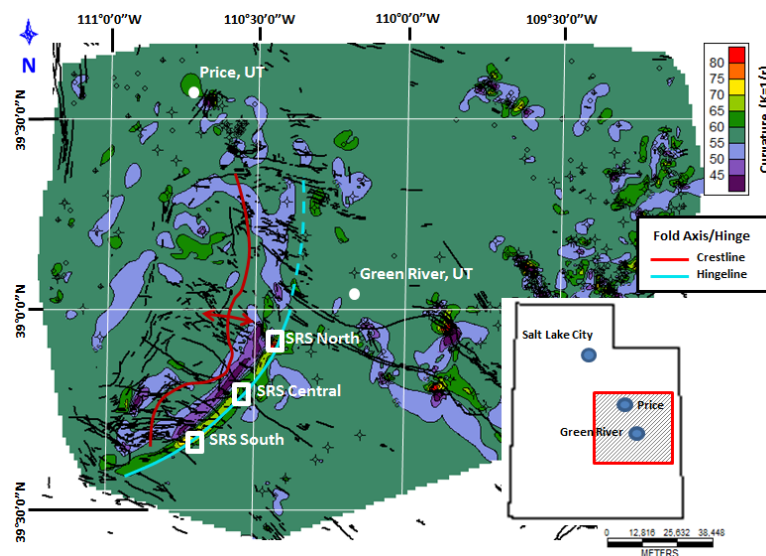 111°0'0"W
110°30'0"W
110°0'0"W
109°30'0"W
N
Price, UT
39°30'0"N
80
75
70
65
60
55
50
45
Fold Axis/Hinge
Crestline
Hingeline
Green River, UT
39°0'0"N
SRS North
SRS Central
SRS South
Salt Lake City
Price
Green River
39°30'0"N
0 12,816 25,632 38,448
METERS